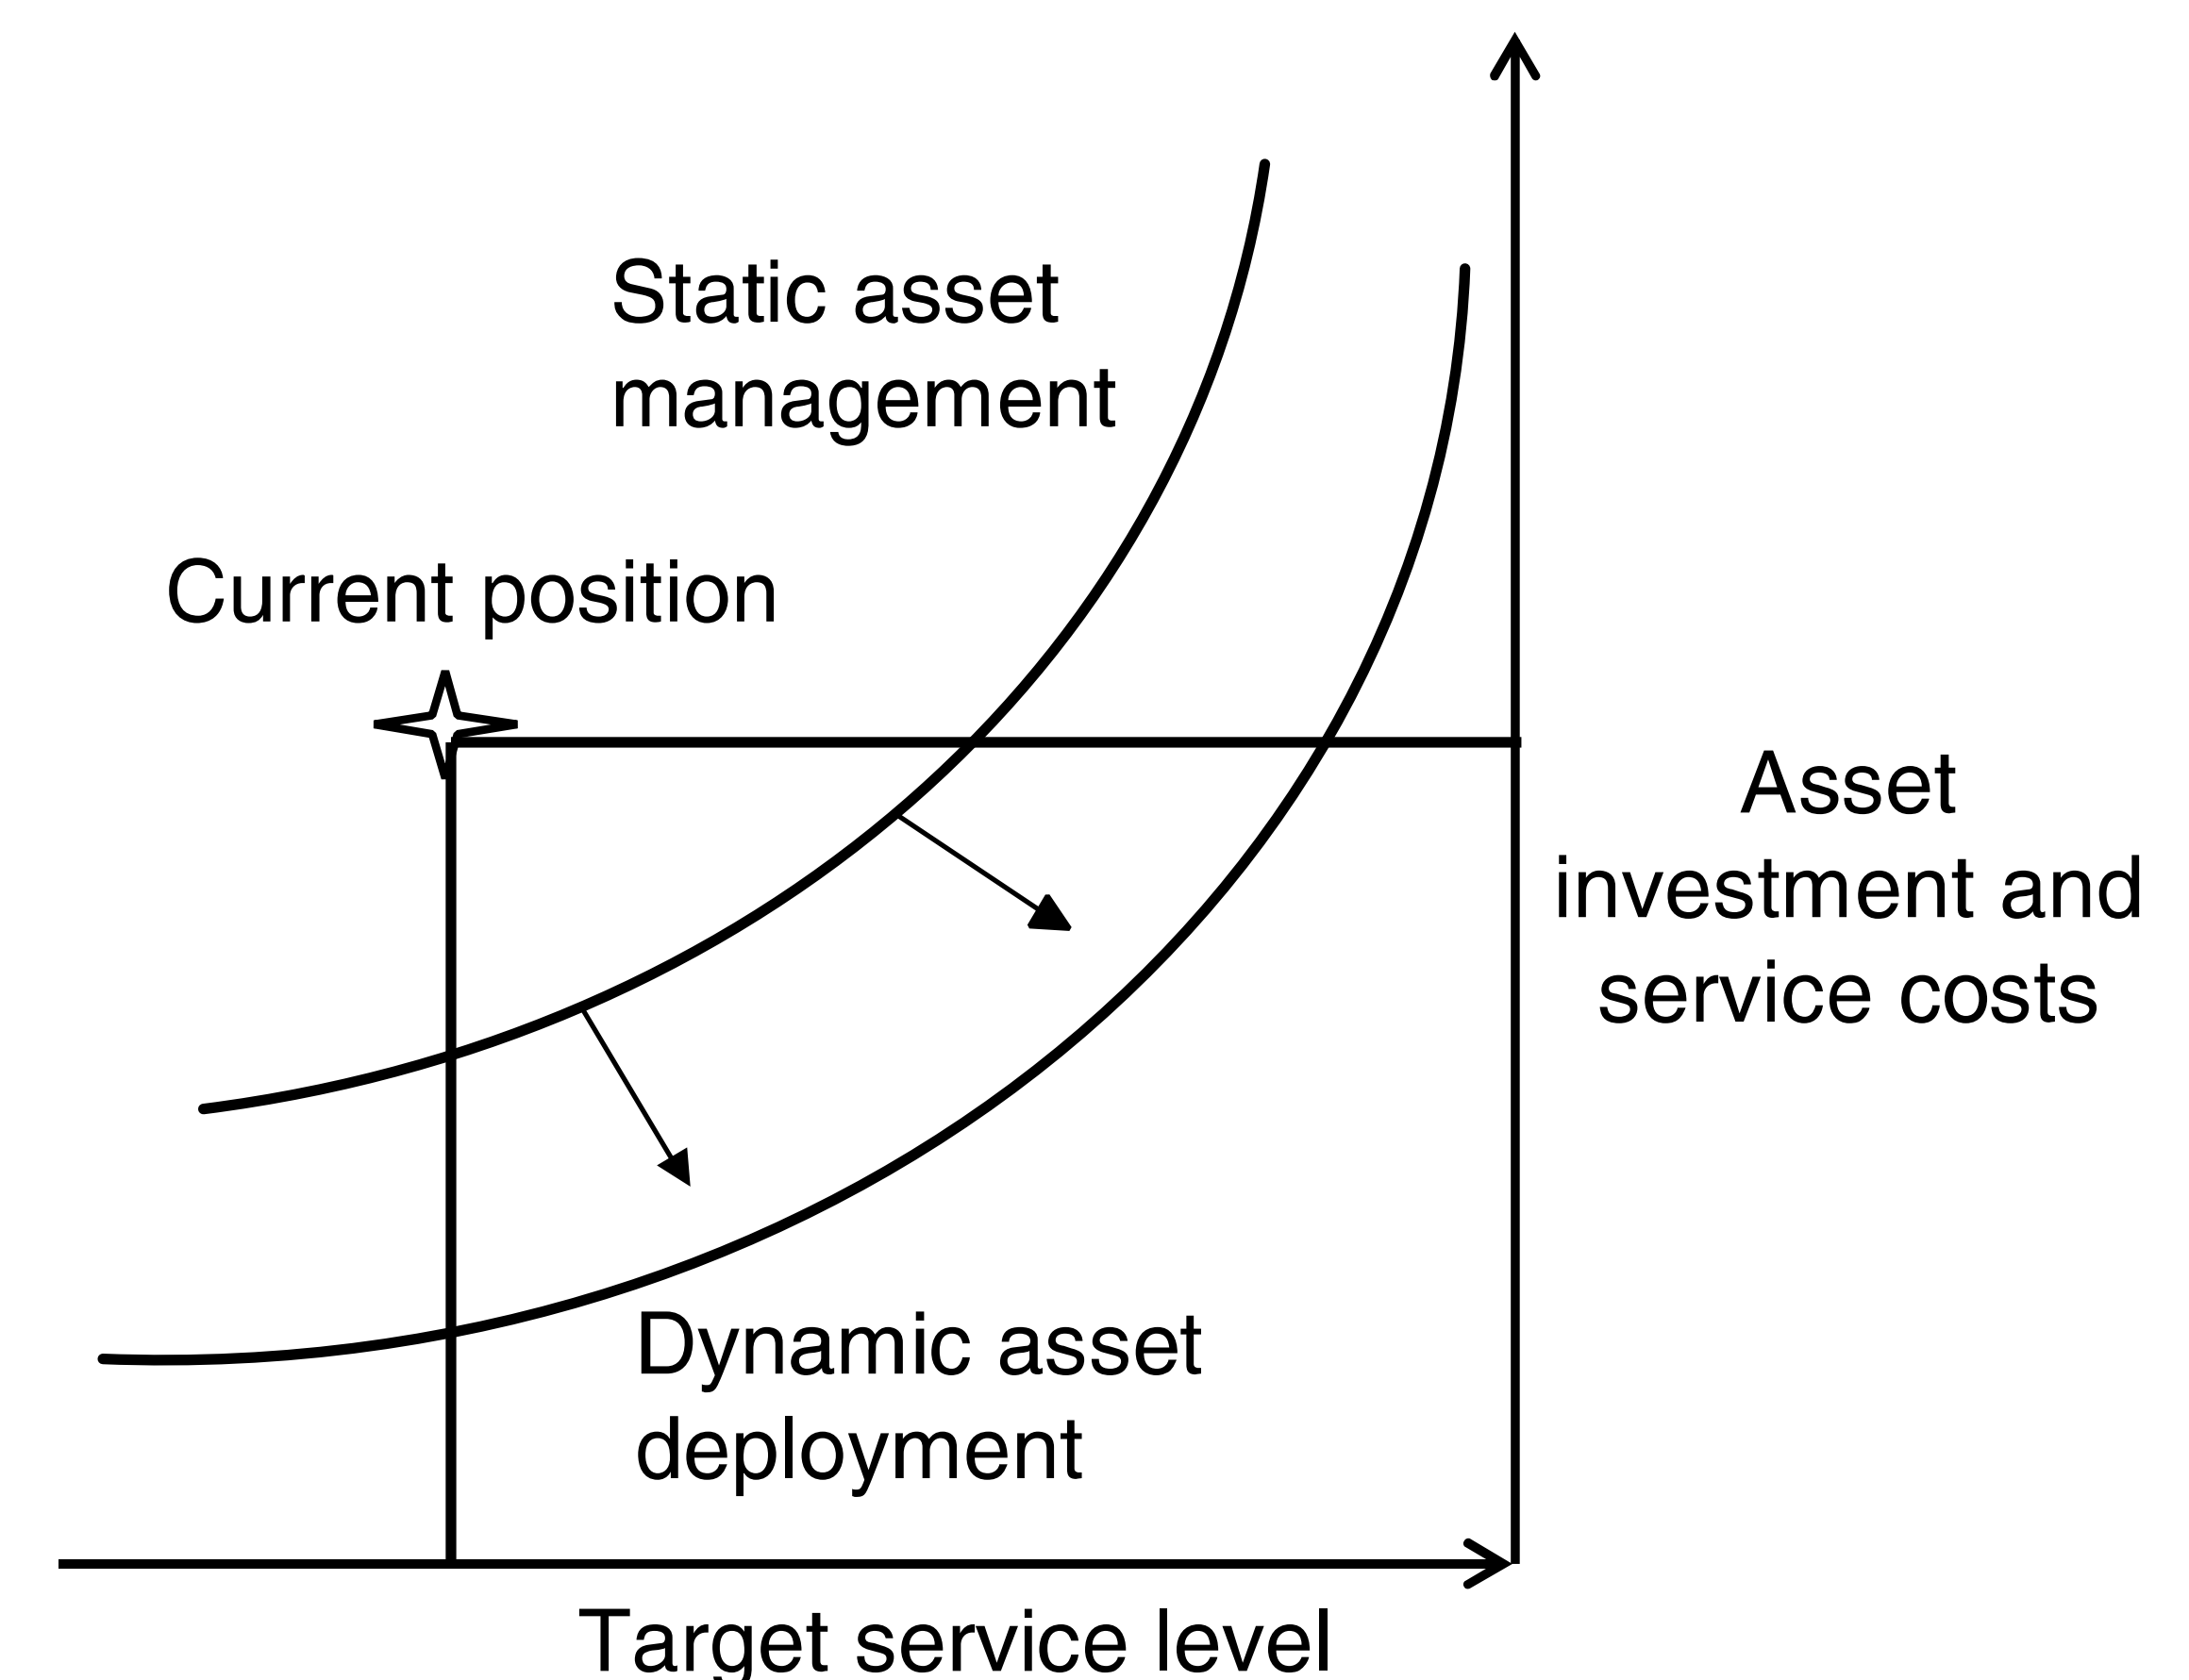 Static asset
management
Current position
Asset
investment and
service costs
Dynamic asset
deployment
Target service level